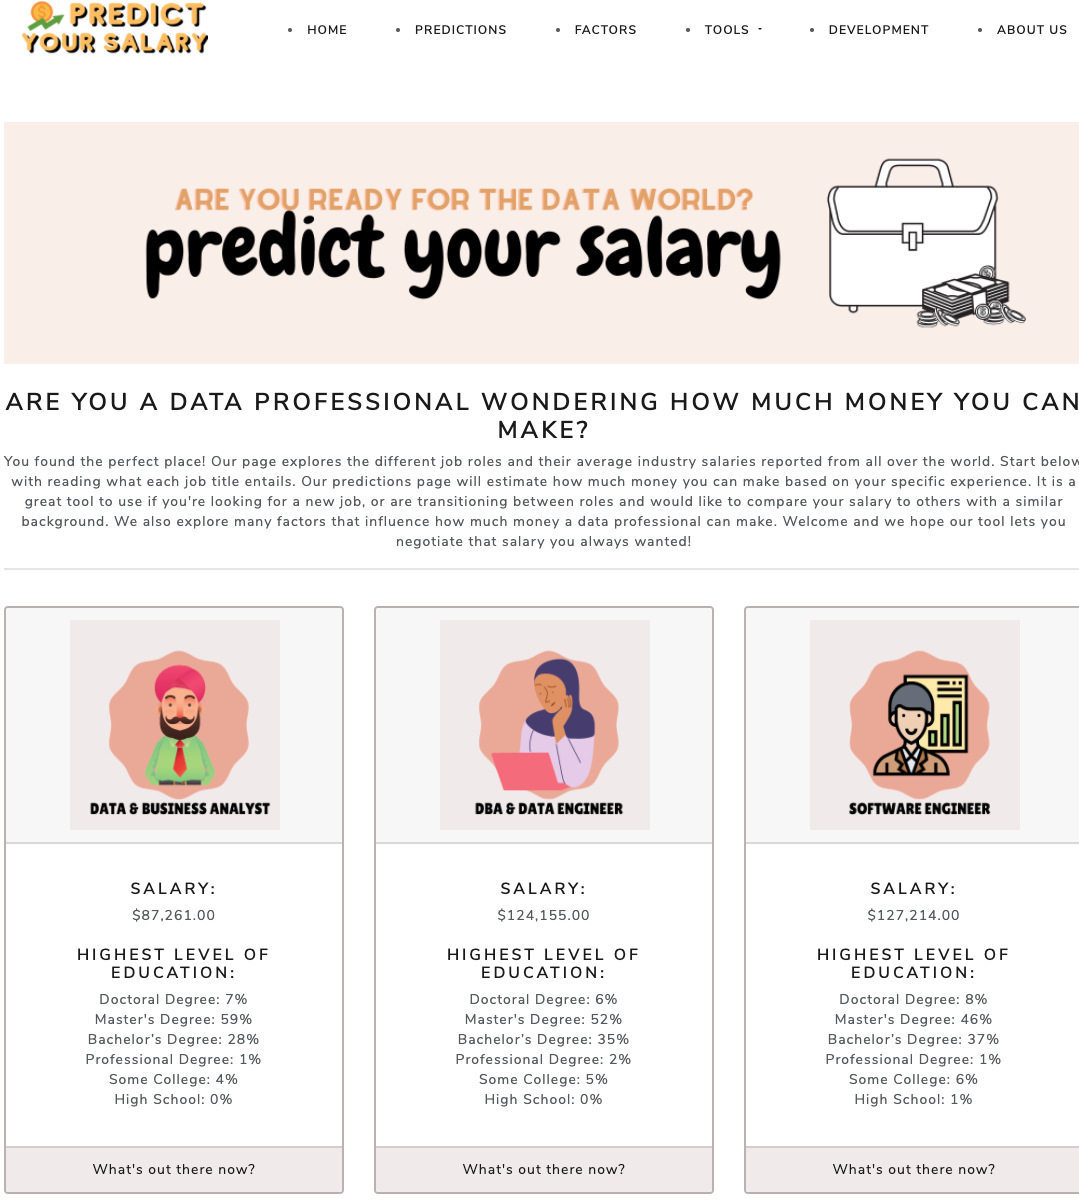 PREDICT
YOUR SALARY
HOME
PREDICTIONS
FACTORS
TOOLS
DEVELOPMENT
ABOUT US
ARE YOU READY FOR THE DATA WORLD?
predict your salary
ARE YOU A DATA PROFESSIONAL WONDERING HOW MUCH MONEY YOU CAN
MAKE?
You found the perfect place! Our page explores the different job roles and their average industry salaries reported from all over the world. Start below
with reading what each job title entails. Our predictions page will estimate how much money you can make based on your specific experience. It is a
great tool to use if you're looking for a new job, or are transitioning between roles and would like to compare your salary to others with a similar
background. We also explore many factors that influence how much money a data professional can make. Welcome and we hope our tool lets you
negotiate that salary you always wanted!
DATA & BUSINESS ANALYST
SALARY:
$87,261.00
HIGHEST LEVEL OF
EDUCATION:
Doctoral Degree: 7%
Master's Degree: 59%
Bachelor’s Degree: 28%
Professional Degree: 1%
Some College: 4%
High School: 0%
What's out there now?
DBA & DATA ENGINEER
SALARY:
$124,155.00
HIGHEST LEVEL OF
EDUCATION:
Doctoral Degree: 6%
Master's Degree: 52%
Bachelor’s Degree: 35%
Professional Degree: 2%
Some College: 5%
High School: 0%
What's out there now?
SOFTWARE ENGINEER
SALARY:
$127,214.00
HIGHEST LEVEL OF
EDUCATION:
Doctoral Degree: 8%
Master's Degree: 46%
Bachelor’s Degree: 37%
Professional Degree: 1%
Some College: 6%
High School: 1%
What's out there now?